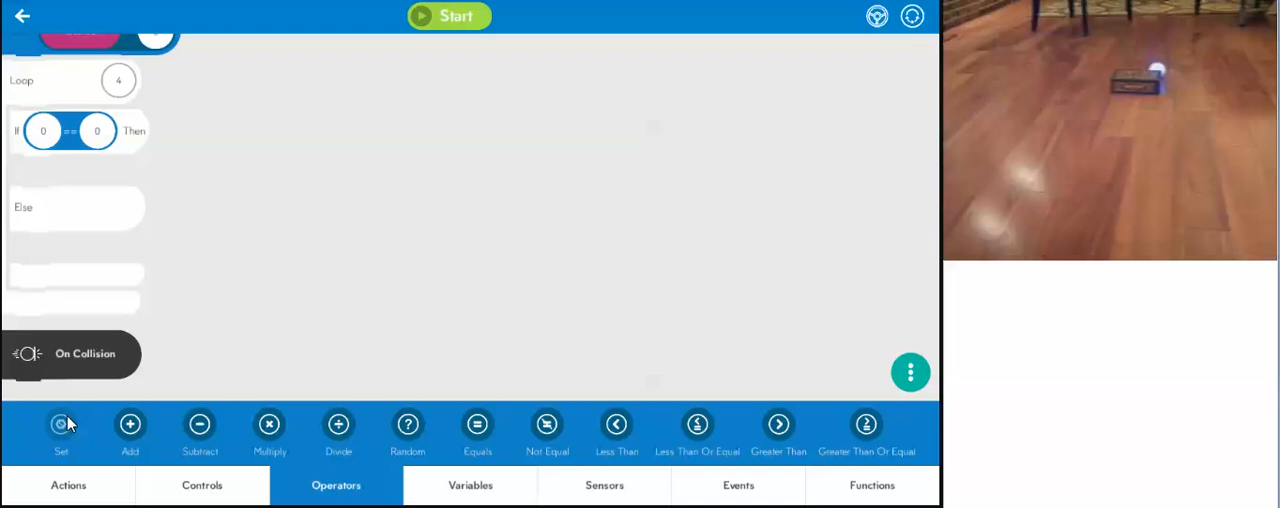 Start
Loop 4
If 0 == 0 Then
Else
On Collision
Set Add Subtract Multiply Divide Random Equals Not Equal Less Than Less Than Or Equal Greater Than Greater Than Or Equal
Actions Controls Operators Variables Sensors Events Functions